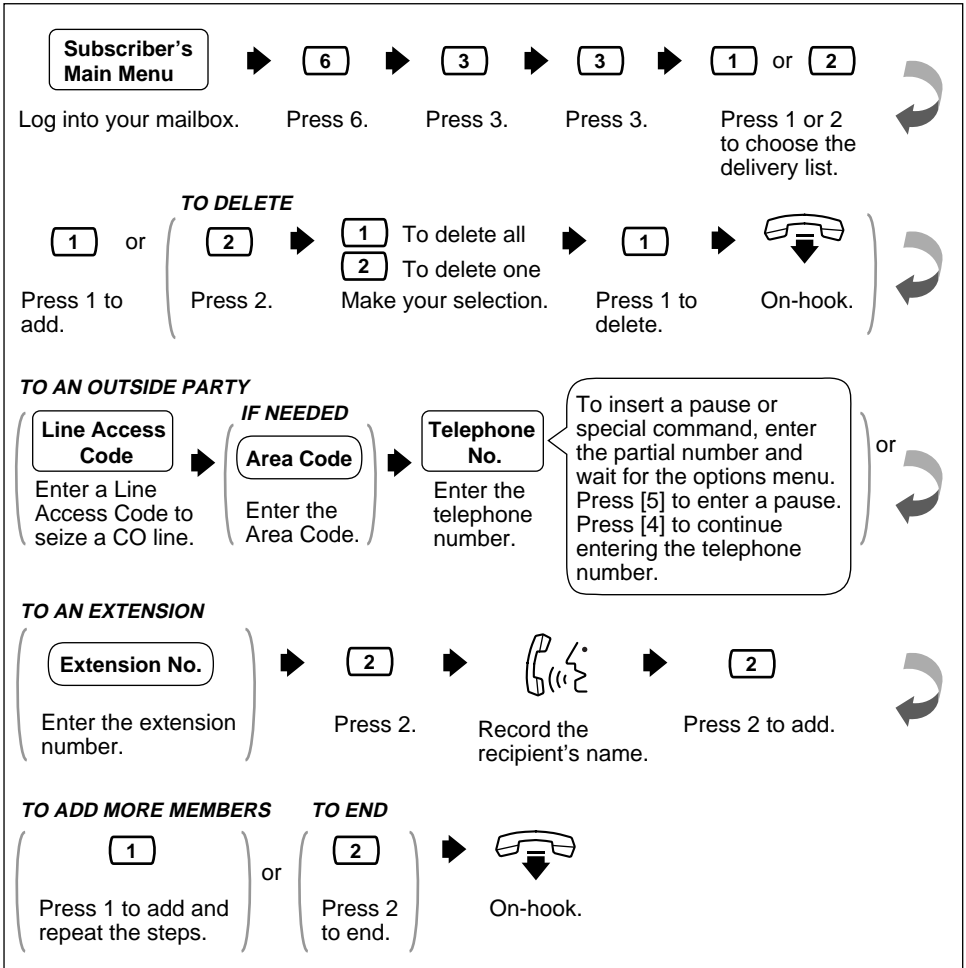 Subscriber's
Main Menu
6
3
3
1 or 2
Log into your mailbox.
Press 6.
Press 3.
Press 3.
Press 1 or 2
to choose the
delivery list.
TO DELETE
1 or
2
1 To delete all
2 To delete one
1
Press 1 to
add.
Press 2.
Make your selection.
Press 1 to
delete.
On-hook.
TO AN OUTSIDE PARTY
Line Access
Code
Enter a Line
Access Code to
seize a CO line.
IF NEEDED
Area Code
Enter the
Area Code.
Telephone
No.
Enter the
telephone
number.
To insert a pause or
special command, enter
the partial number and
wait for the options menu.
Press [5] to enter a pause.
Press [4] to continue
entering the telephone
number.
or
TO AN EXTENSION
Extension No.
Enter the extension
number.
2
Press 2.
Record the
recipient's name.
2
Press 2 to add.
TO ADD MORE MEMBERS
1
Press 1 to add and
repeat the steps.
or
TO END
2
Press 2
to end.
On-hook.